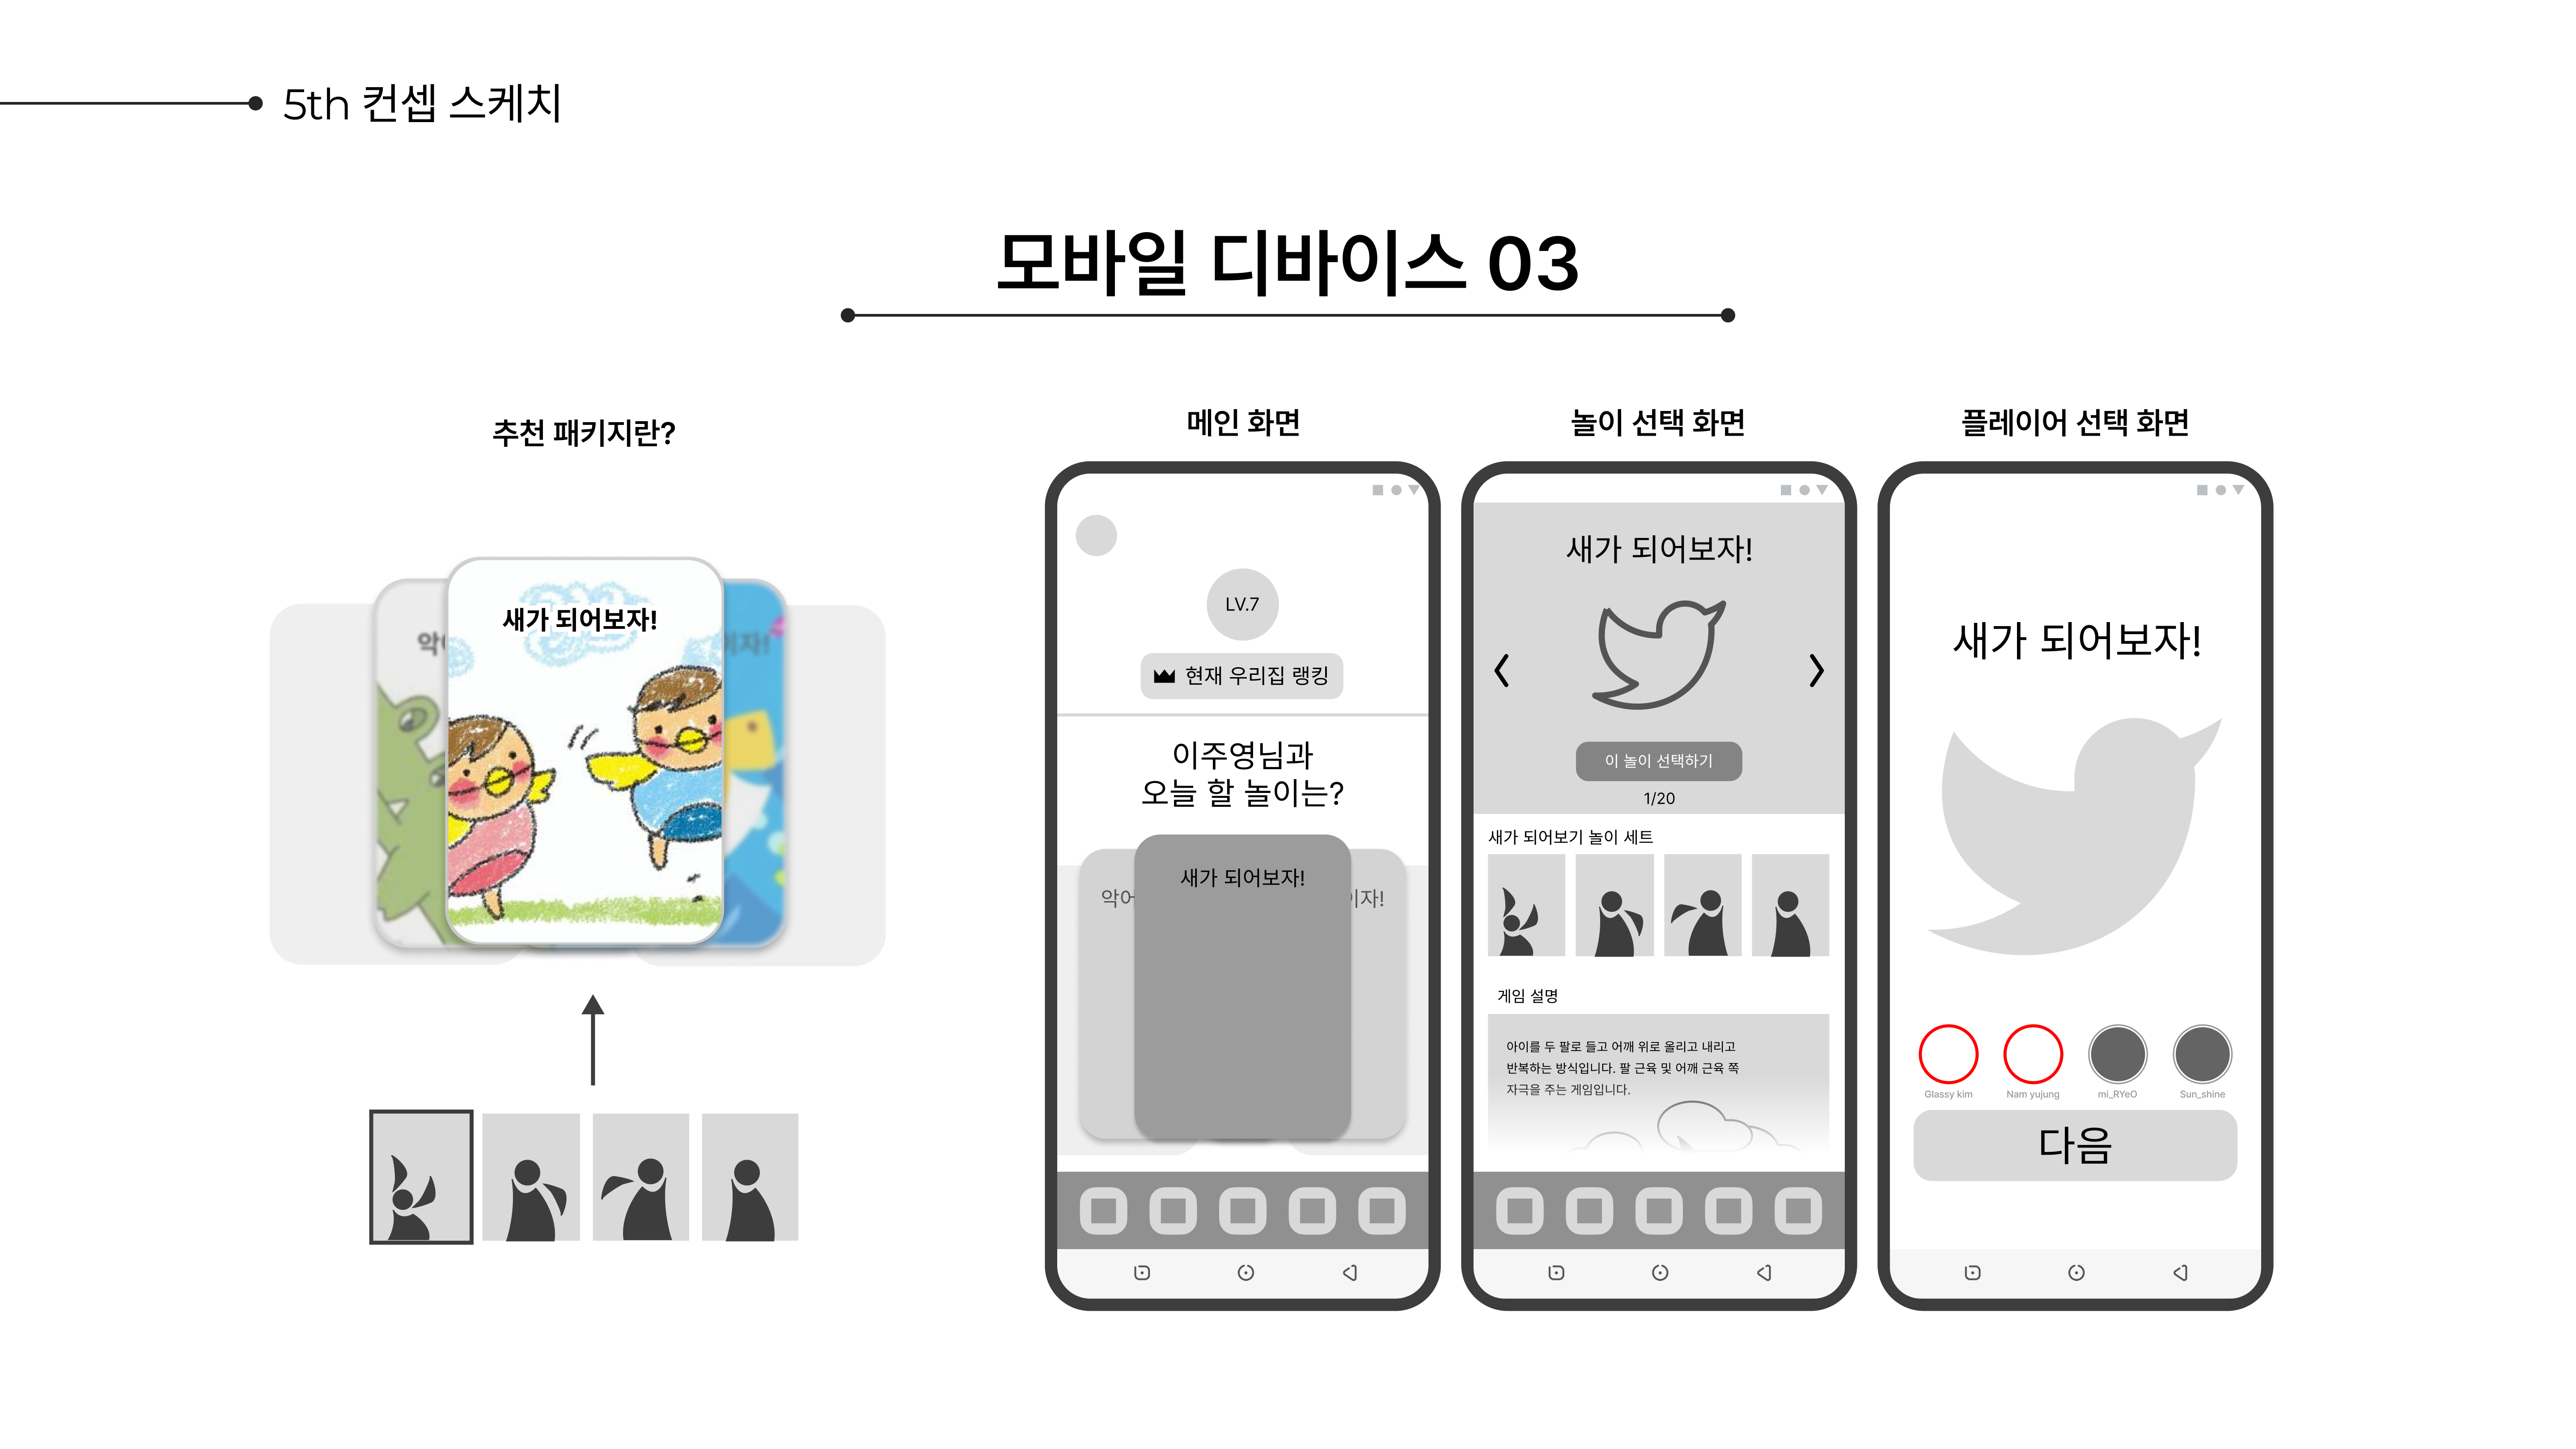 5th 컨셉 스케치
모바일 디바이스 03
추천 패키지란?
새가 되어보자!
악어
이자!
메인 화면
LV.7
현재 우리집 랭킹
이주영님과
오늘 할 놀이는?
새가 되어보자!
악어
이자!
놀이 선택 화면
새가 되어보자!
이 놀이 선택하기
1/20
새가 되어보기 놀이 세트
게임 설명
아이를 두 팔로 들고 어깨 위로 올리고 내리고
반복하는 방식입니다. 팔 근육 및 어깨 근육 쪽
자극을 주는 게임입니다.
플레이어 선택 화면
새가 되어보자!
Glassy kim
Nam yujung
mi_RYeO
Sun_shine
다음